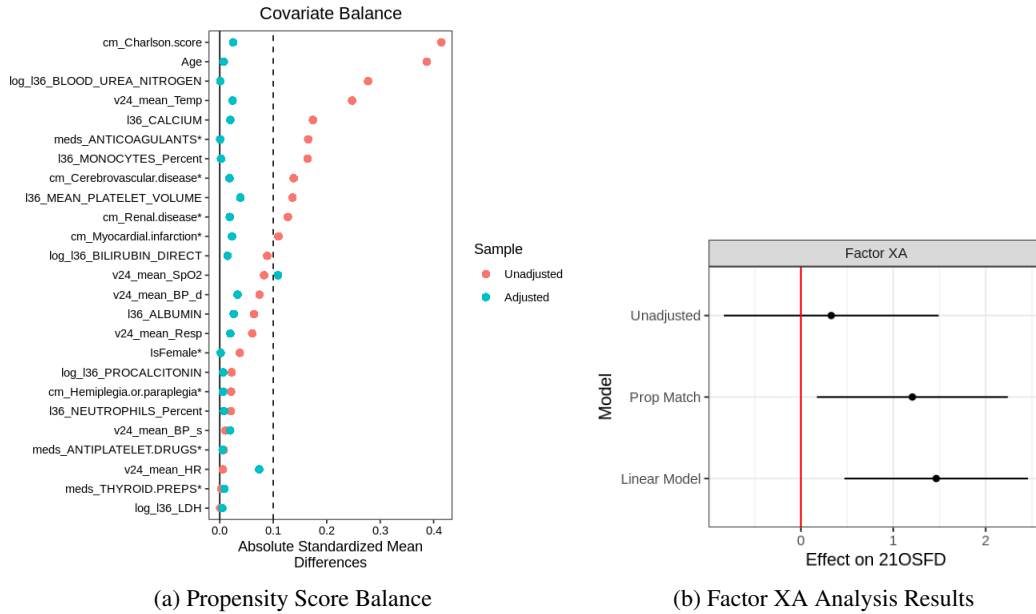 Covariate Balance
cm_Charlson.score
Age
log_l36_BLOOD_UREA_NITROGEN
v24_mean_Temp
l36_CALCIUM
meds_ANTICOAGULANTS*
l36_MONOCYTES_Percent
cm_Cerebrovascular.disease*
l36_MEAN_PLATELET_VOLUME
cm_Renal.disease*
cm_Myocardial.infarction*
log_l36_BILIRUBIN_DIRECT
v24_mean_SpO2
v24_mean_BP_d
l36_ALBUMIN
v24_mean_Resp
IsFemale*
log_l36_PROCALCITONIN
cm_Hemiplegia.or.paraplegia*
l36_NEUTROPHILS_Percent
v24_mean_BP_s
meds_ANTIPLATELET.DRUGS*
v24_mean_HR
meds_THYROID.PREPS*
log_l36_LDH
0.0 0.1 0.2 0.3 0.4
Absolute Standardized Mean
Differences
Sample
Unadjusted
Adjusted
(a) Propensity Score Balance
Factor XA
Model
Unadjusted
Prop Match
Linear Model
0 1 2
Effect on 21OSFD
(b) Factor XA Analysis Results